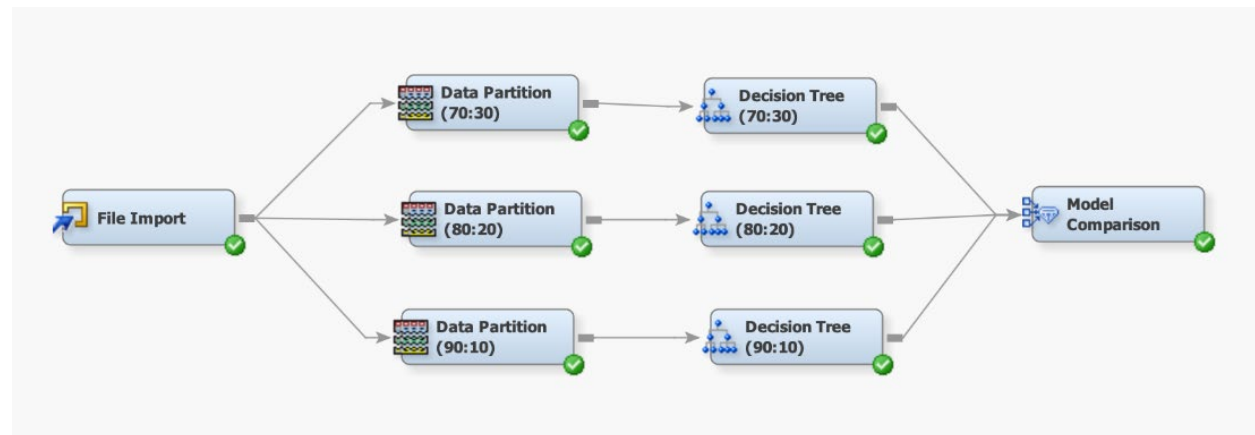 File Import
Data Partition
(70:30)
Decision Tree
(70:30)
Data Partition
(80:20)
Decision Tree
(80:20)
Data Partition
(90:10)
Decision Tree
(90:10)
Model
Comparison